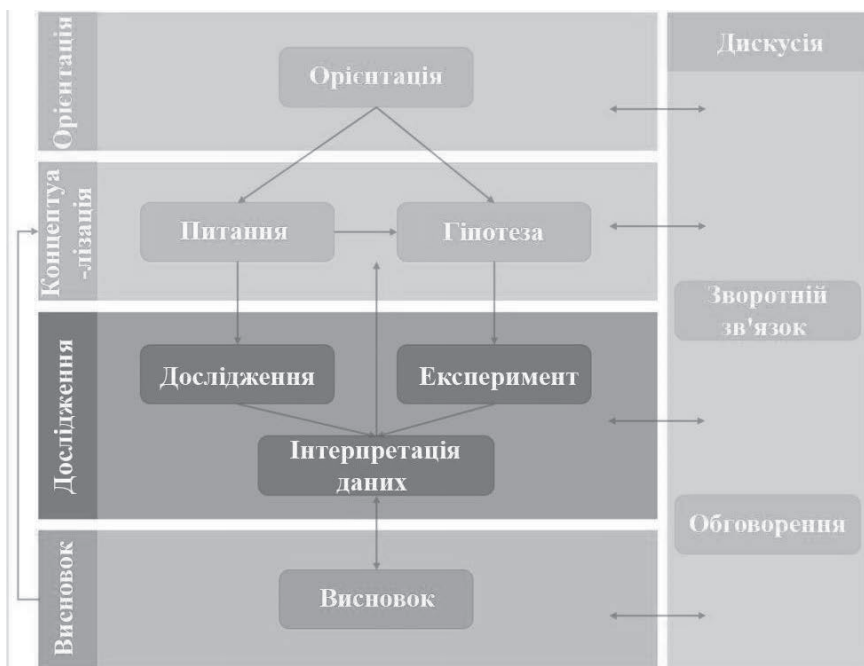 Орієнтація
Орієнтація
Концептуа
-лізація
Питання
Гіпотеза
Дослідження
Дослідження
Експеримент
Інтерпретація
даних
Висновок
Висновок
Дискусія
Зворотній
зв'язок
Обговорення